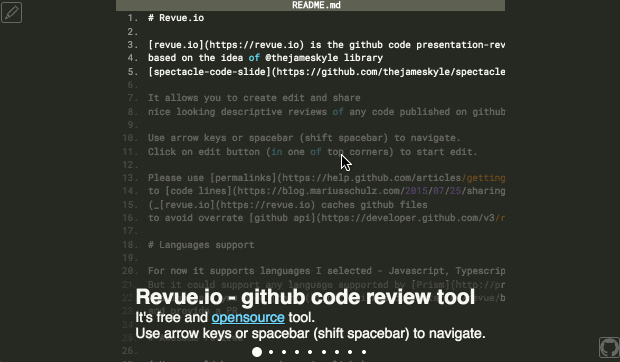 README.md
1. # Revue.io
2.
3. [revue.io](https://revue.io) is the github code presentation-rev
4. based on the idea of @thejameskyle library
5. [spectacle-code-slide](https://github.com/thejameskyle/spectacle
6.
7. It allows you to create edit and share
8. nice looking descriptive reviews of any code published on github
9.
10. Use arrow keys or spacebar (shift spacebar) to navigate.
11. Click on edit button (in one of top corners) to start edit.
12.
13. Please use [permalinks](https://help.github.com/articles/getting
14. to [code lines](https://blog.mariusschulz.com/2015/07/25/sharing
15. (_[revue.io](https://revue.io) caches github files
16. to avoid overrate [github api](https://developer.github.com/v3/r
17.
18. # Languages support
19.
20. For now it supports languages I selected - Javascript, Typescrip
21. But it could support any language supported by [Prism](http://pr
Revue.io - github code review tool
It's free and opensource tool.
Use arrow keys or spacebar (shift spacebar) to navigate.
26.